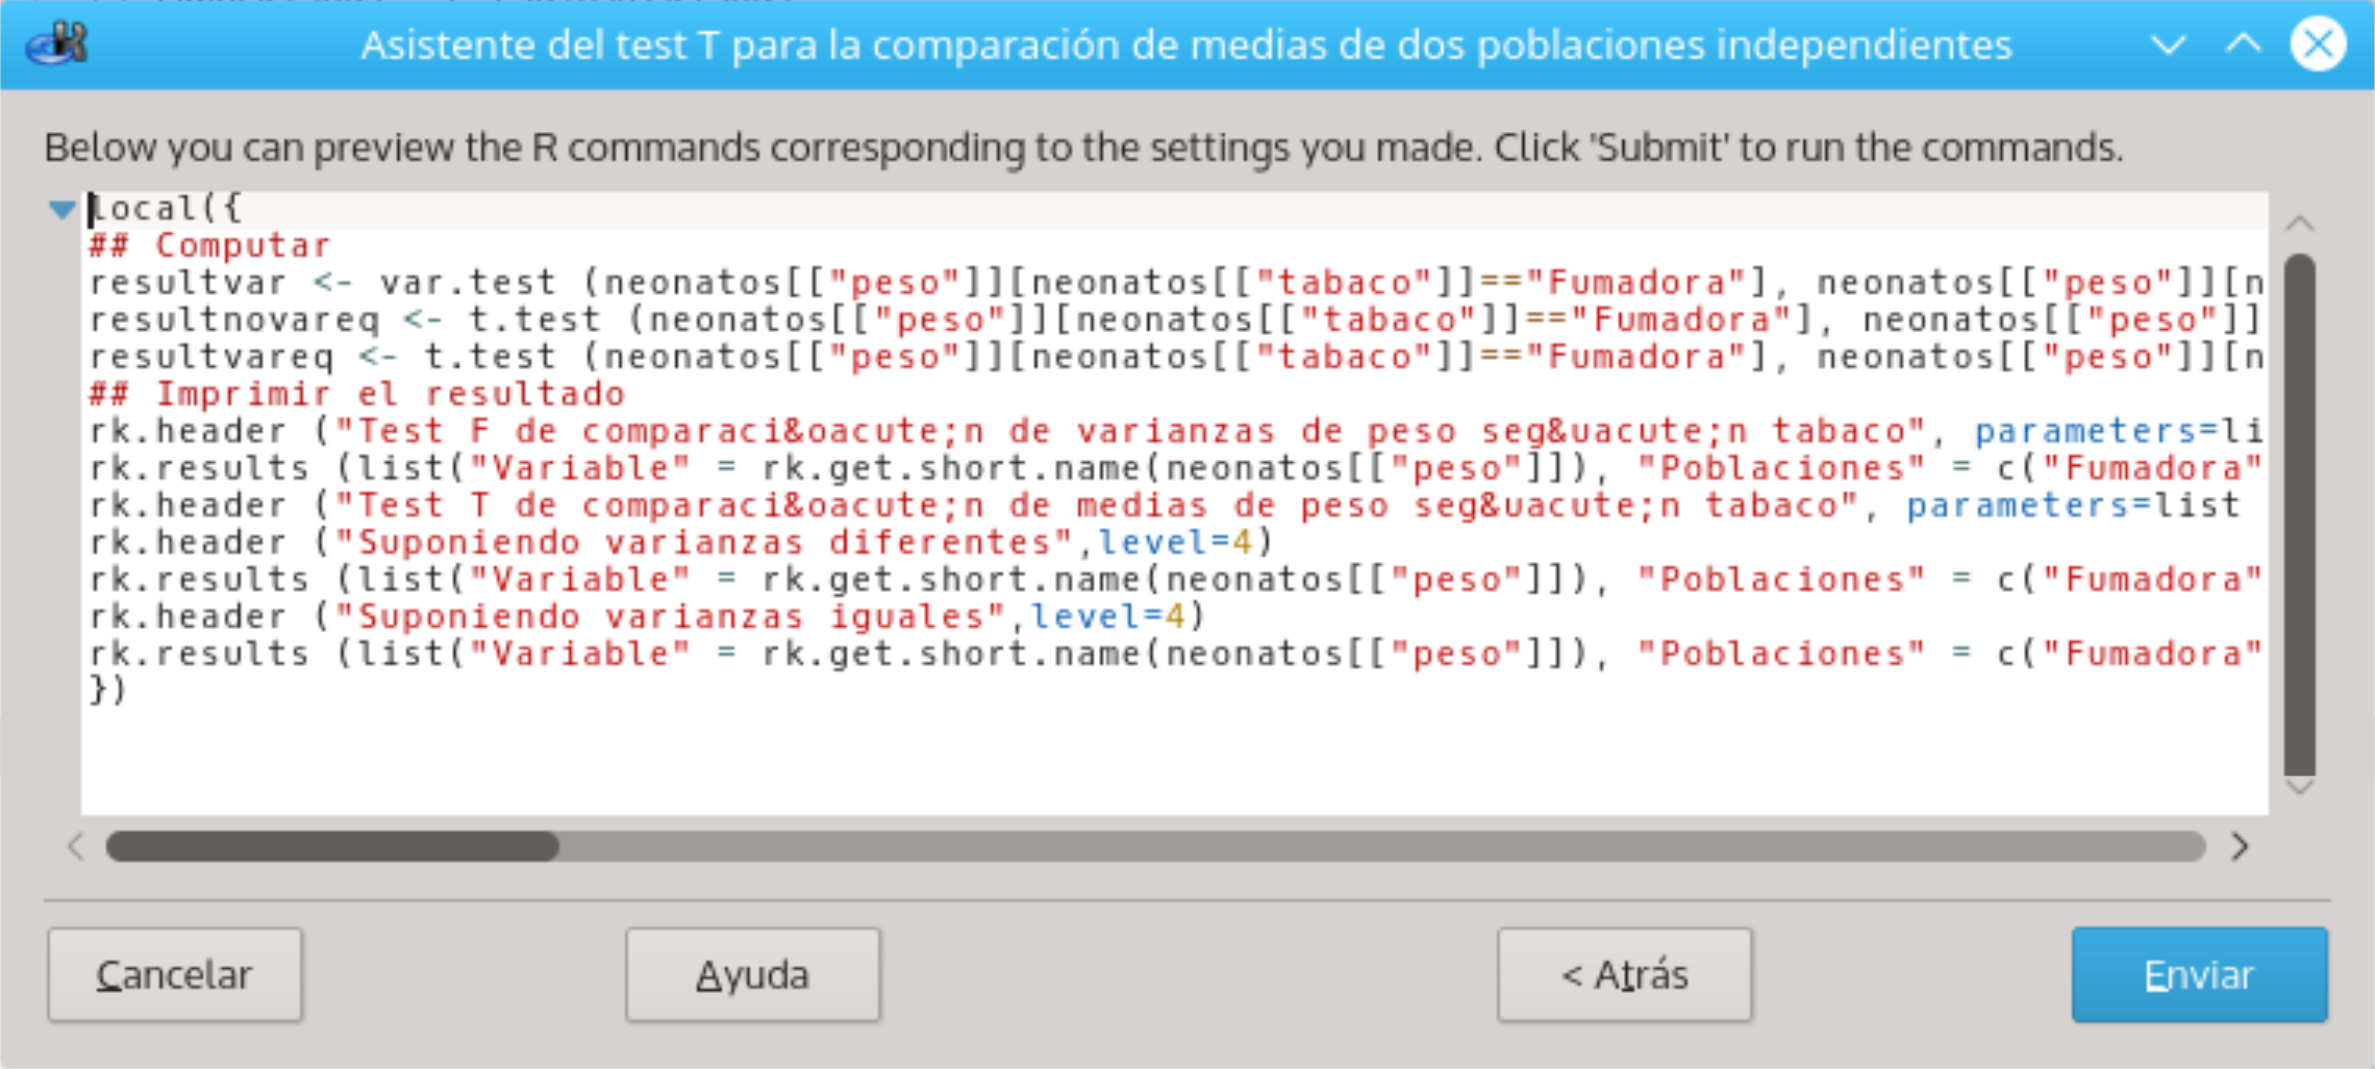 Asistente del test T para la comparación de medias de dos poblaciones independientes
Below you can preview the R commands corresponding to the settings you made. Click 'Submit' to run the commands.
local({
## Computar
resultvar <- var.test (neonatos[["peso"]][neonatos[["tabaco"]]=="Fumadora"], neonatos[["peso"]][n
resultnovareq <- t.test (neonatos[["peso"]][neonatos[["tabaco"]]=="Fumadora"], neonatos[["peso"]]
resultvareq <- t.test (neonatos[["peso"]][neonatos[["tabaco"]]=="Fumadora"], neonatos[["peso"]][n
## Imprimir el resultado
rk.header ("Test F de comparaci&oacute;n de varianzas de peso seg&uacute;n tabaco", parameters=li
rk.results (list("Variable" = rk.get.short.name(neonatos[["peso"]]), "Poblaciones" = c("Fumadora"
rk.header ("Test T de comparaci&oacute;n de medias de peso seg&uacute;n tabaco", parameters=list
rk.header ("Suponiendo varianzas diferentes",level=4)
rk.results (list("Variable" = rk.get.short.name(neonatos[["peso"]]), "Poblaciones" = c("Fumadora"
rk.header ("Suponiendo varianzas iguales",level=4)
rk.results (list("Variable" = rk.get.short.name(neonatos[["peso"]]), "Poblaciones" = c("Fumadora"
})
Cancelar
Ayuda
< Atrás
Enviar